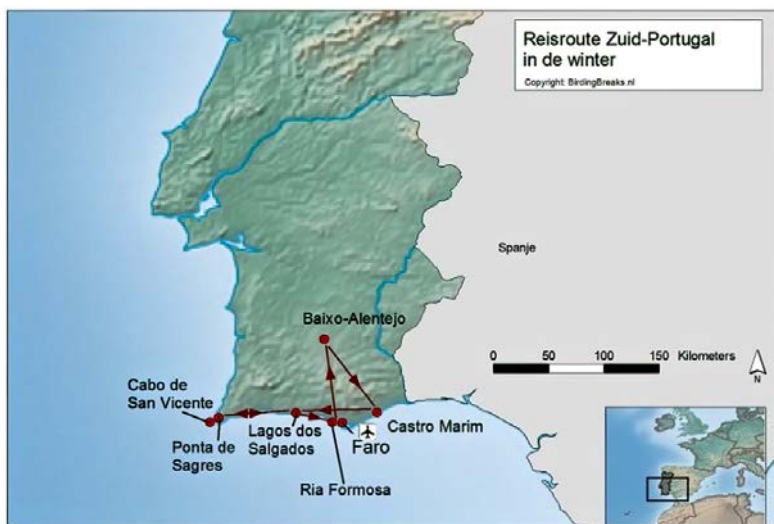 Reisroute Zuid-Portugal
in de winter
Copyright: BirdingBreaks.nl
Spanje
Baixo-Alentejo
0 50 100 150 Kilometers
N
Cabo de
San Vicente
Ponta de
Sagres
Lagoa dos
Salgados
Castro Marim
Faro
Ria Formosa